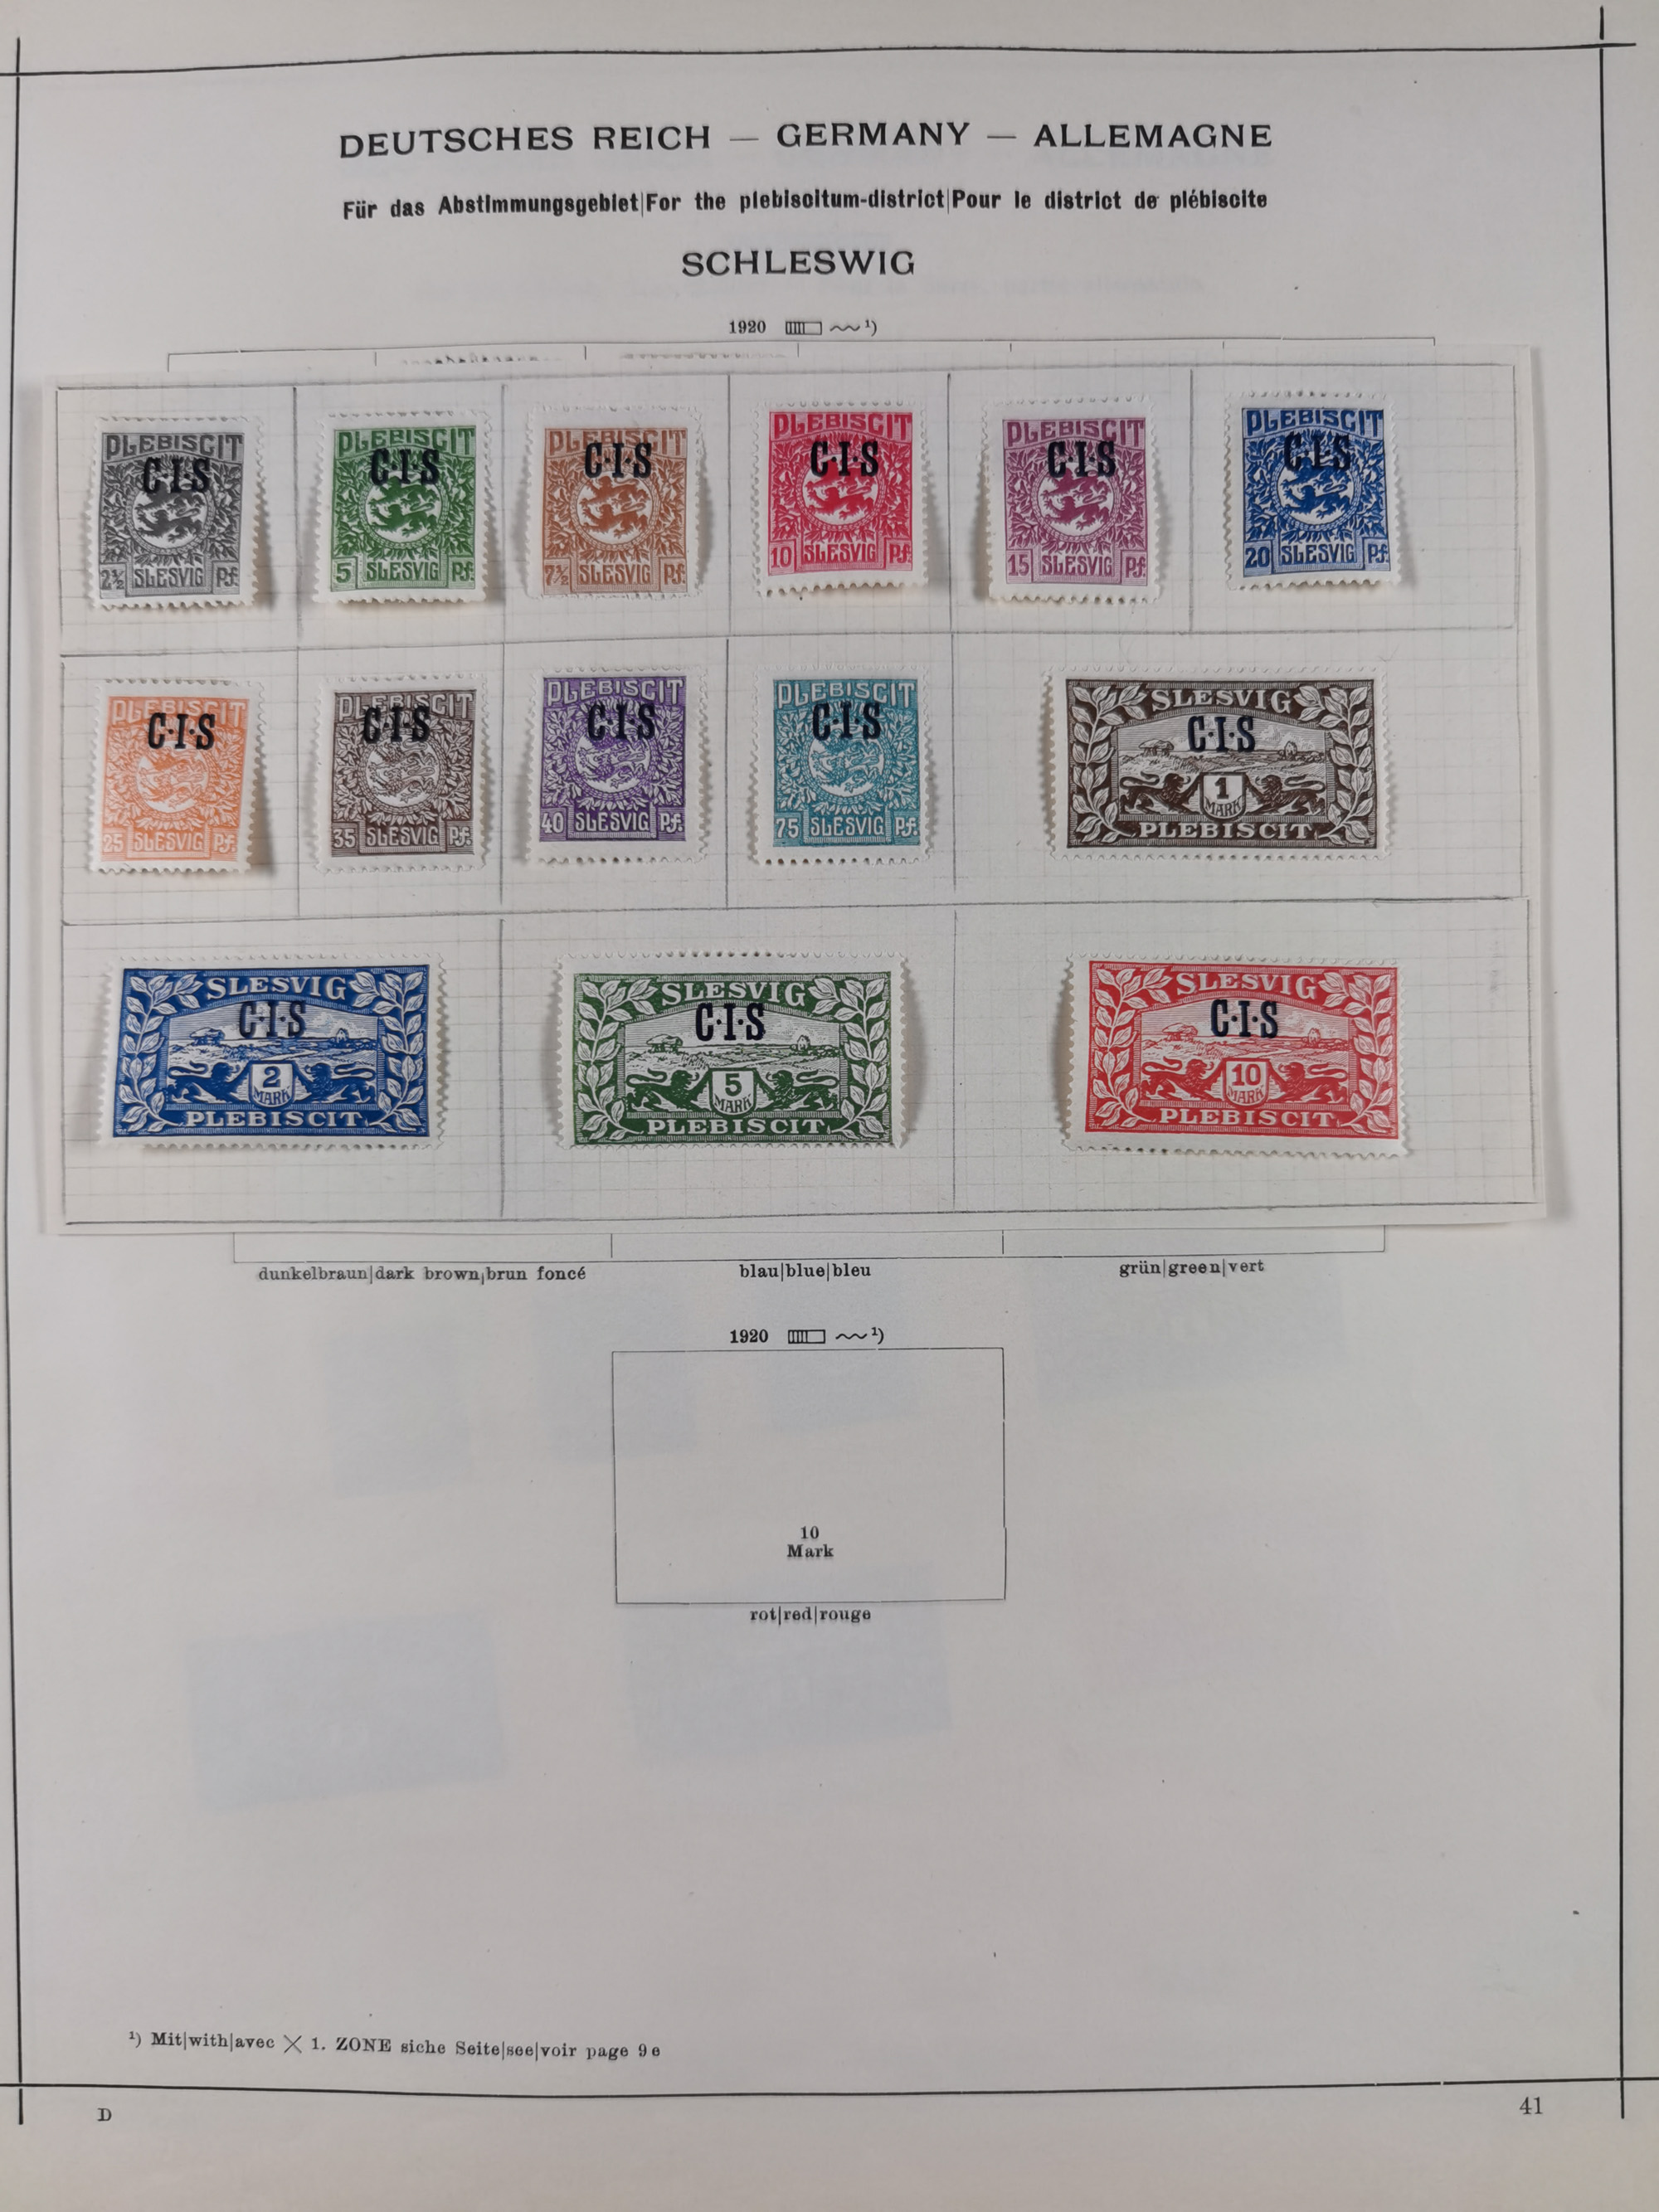 DEUTSCHES REICH — GERMANY — ALLEMAGNE
Für das Abstimmungsgebiet|For the plebiscitum-district|Pour le district de plébiscite
SCHLESWIG
1920 ¹)
PLEBISCIT
C·I·S
2½ SLESVIG Pf.
PLEBISCIT
C·I·S
5 SLESVIG Pf.
PLEBISCIT
C·I·S
7½ SLESVIG Pf.
PLEBISCIT
C·I·S
10 SLESVIG Pf.
PLEBISCIT
C·I·S
15 SLESVIG Pf.
PLEBISCIT
C·I·S
20 SLESVIG Pf.
PLEBISCIT
C·I·S
25 SLESVIG Pf.
PLEBISCIT
C·I·S
35 SLESVIG Pf.
PLEBISCIT
C·I·S
40 SLESVIG Pf.
PLEBISCIT
C·I·S
75 SLESVIG Pf.
SLESVIG
C·I·S
1
MARK
PLEBISCIT
SLESVIG
C·I·S
2
MARK
PLEBISCIT
SLESVIG
C·I·S
5
MARK
PLEBISCIT
SLESVIG
C·I·S
10
MARK
PLEBISCIT
dunkelbraun|dark brown|brun foncé
blau|blue|bleu
grün|green|vert
1920 ¹)
10
Mark
rot|red|rouge
¹) Mit|with|avec × 1. ZONE siche Seite|see|voir page 9e
D
41